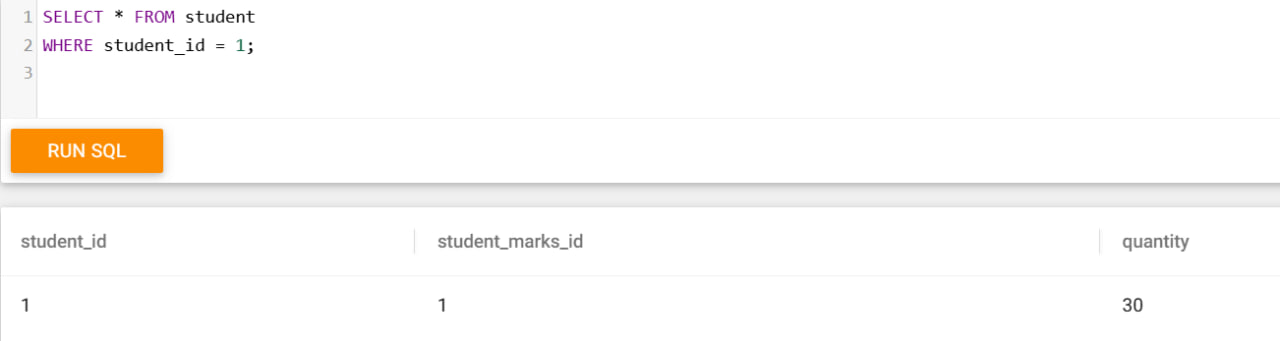 1 SELECT * FROM student
2 WHERE student_id = 1;
3
RUN SQL
student_id student_marks_id quantity
1 1 30